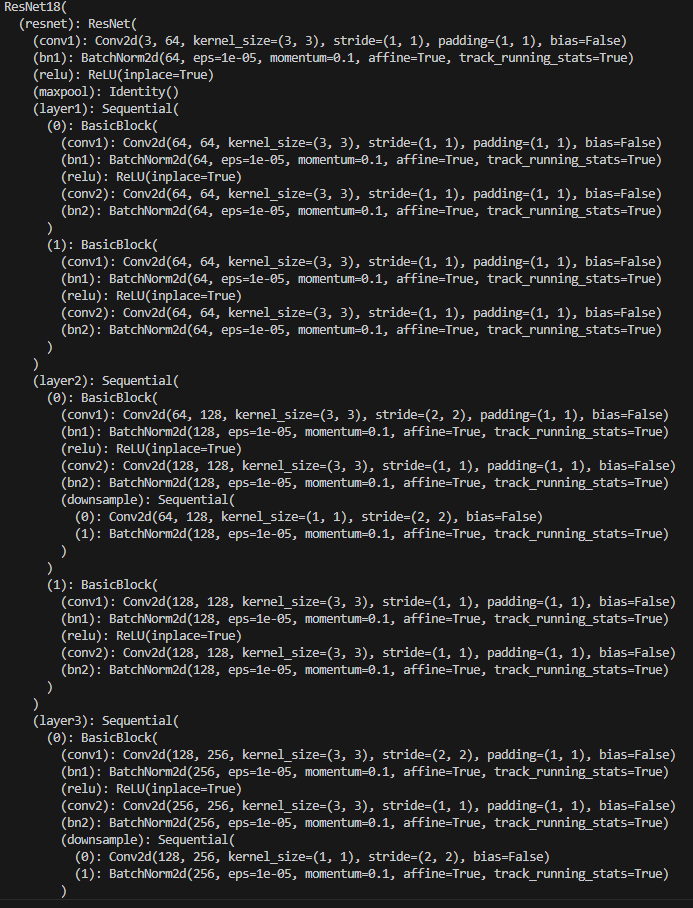 ResNet18(
  (resnet): ResNet(
    (conv1): Conv2d(3, 64, kernel_size=(3, 3), stride=(1, 1), padding=(1, 1), bias=False)
    (bn1): BatchNorm2d(64, eps=1e-05, momentum=0.1, affine=True, track_running_stats=True)
    (relu): ReLU(inplace=True)
    (maxpool): Identity()
    (layer1): Sequential(
      (0): BasicBlock(
        (conv1): Conv2d(64, 64, kernel_size=(3, 3), stride=(1, 1), padding=(1, 1), bias=False)
        (bn1): BatchNorm2d(64, eps=1e-05, momentum=0.1, affine=True, track_running_stats=True)
        (relu): ReLU(inplace=True)
        (conv2): Conv2d(64, 64, kernel_size=(3, 3), stride=(1, 1), padding=(1, 1), bias=False)
        (bn2): BatchNorm2d(64, eps=1e-05, momentum=0.1, affine=True, track_running_stats=True)
      )
      (1): BasicBlock(
        (conv1): Conv2d(64, 64, kernel_size=(3, 3), stride=(1, 1), padding=(1, 1), bias=False)
        (bn1): BatchNorm2d(64, eps=1e-05, momentum=0.1, affine=True, track_running_stats=True)
        (relu): ReLU(inplace=True)
        (conv2): Conv2d(64, 64, kernel_size=(3, 3), stride=(1, 1), padding=(1, 1), bias=False)
        (bn2): BatchNorm2d(64, eps=1e-05, momentum=0.1, affine=True, track_running_stats=True)
      )
    )
    (layer2): Sequential(
      (0): BasicBlock(
        (conv1): Conv2d(64, 128, kernel_size=(3, 3), stride=(2, 2), padding=(1, 1), bias=False)
        (bn1): BatchNorm2d(128, eps=1e-05, momentum=0.1, affine=True, track_running_stats=True)
        (relu): ReLU(inplace=True)
        (conv2): Conv2d(128, 128, kernel_size=(3, 3), stride=(1, 1), padding=(1, 1), bias=False)
        (bn2): BatchNorm2d(128, eps=1e-05, momentum=0.1, affine=True, track_running_stats=True)
        (downsample): Sequential(
          (0): Conv2d(64, 128, kernel_size=(1, 1), stride=(2, 2), bias=False)
          (1): BatchNorm2d(128, eps=1e-05, momentum=0.1, affine=True, track_running_stats=True)
        )
      )
      (1): BasicBlock(
        (conv1): Conv2d(128, 128, kernel_size=(3, 3), stride=(1, 1), padding=(1, 1), bias=False)
        (bn1): BatchNorm2d(128, eps=1e-05, momentum=0.1, affine=True, track_running_stats=True)
        (relu): ReLU(inplace=True)
        (conv2): Conv2d(128, 128, kernel_size=(3, 3), stride=(1, 1), padding=(1, 1), bias=False)
        (bn2): BatchNorm2d(128, eps=1e-05, momentum=0.1, affine=True, track_running_stats=True)
      )
    )
    (layer3): Sequential(
      (0): BasicBlock(
        (conv1): Conv2d(128, 256, kernel_size=(3, 3), stride=(2, 2), padding=(1, 1), bias=False)
        (bn1): BatchNorm2d(256, eps=1e-05, momentum=0.1, affine=True, track_running_stats=True)
        (relu): ReLU(inplace=True)
        (conv2): Conv2d(256, 256, kernel_size=(3, 3), stride=(1, 1), padding=(1, 1), bias=False)
        (bn2): BatchNorm2d(256, eps=1e-05, momentum=0.1, affine=True, track_running_stats=True)
        (downsample): Sequential(
          (0): Conv2d(128, 256, kernel_size=(1, 1), stride=(2, 2), bias=False)
          (1): BatchNorm2d(256, eps=1e-05, momentum=0.1, affine=True, track_running_stats=True)
        )